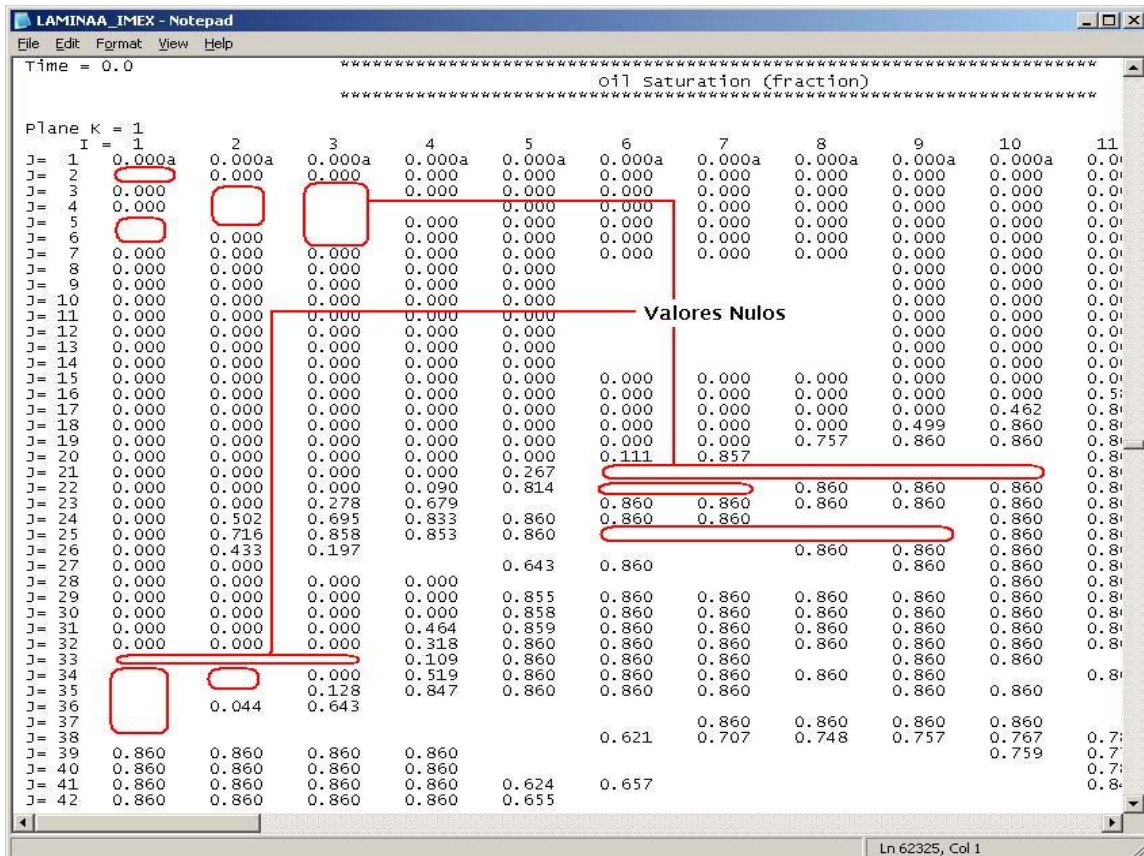 LAMINAA_IMEX - Notepad
File Edit Format View Help
Time = 0.0
Oil Saturation (fraction)
Plane K = 1
I = 1 2 3 4 5 6 7 8 9 10 11
J= 1 0.000a 0.000a 0.000a 0.000a 0.000a 0.000a 0.000a 0.000a 0.000a 0.000a
J= 2 0.000 0.000 0.000 0.000 0.000 0.000 0.000 0.000 0.000
J= 3 0.000 0.000 0.000 0.000 0.000 0.000 0.000 0.000
J= 4 0.000 0.000 0.000 0.000 0.000 0.000 0.000
J= 5 0.000 0.000 0.000 0.000 0.000 0.000 0.000
J= 6 0.000 0.000 0.000 0.000 0.000 0.000 0.000 0.000
J= 7 0.000 0.000 0.000 0.000 0.000 0.000 0.000 0.000 0.000 0.000
J= 8 0.000 0.000 0.000 0.000 0.000 0.000 0.000
J= 9 0.000 0.000 0.000 0.000 0.000 0.000 0.000
J= 10 0.000 0.000 0.000 0.000 0.000 0.000 0.000
J= 11 0.000 0.000 0.000 0.000 0.000 Valores Nulos 0.000 0.000
J= 12 0.000 0.000 0.000 0.000 0.000 0.000 0.000
J= 13 0.000 0.000 0.000 0.000 0.000 0.000 0.000
J= 14 0.000 0.000 0.000 0.000 0.000 0.000 0.000
J= 15 0.000 0.000 0.000 0.000 0.000 0.000 0.000 0.000 0.000 0.000
J= 16 0.000 0.000 0.000 0.000 0.000 0.000 0.000 0.000 0.000 0.000
J= 17 0.000 0.000 0.000 0.000 0.000 0.000 0.000 0.000 0.000 0.462
J= 18 0.000 0.000 0.000 0.000 0.000 0.000 0.000 0.000 0.499 0.860
J= 19 0.000 0.000 0.000 0.000 0.000 0.000 0.000 0.757 0.860 0.860
J= 20 0.000 0.000 0.000 0.000 0.000 0.111 0.857
J= 21 0.000 0.000 0.000 0.000 0.267
J= 22 0.000 0.000 0.000 0.090 0.814 0.860 0.860 0.860
J= 23 0.000 0.000 0.278 0.679 0.860 0.860 0.860 0.860 0.860
J= 24 0.000 0.502 0.695 0.833 0.860 0.860 0.860 0.860
J= 25 0.000 0.716 0.858 0.853 0.860 0.860
J= 26 0.000 0.433 0.197 0.860 0.860 0.860
J= 27 0.000 0.000 0.643 0.860 0.860 0.860
J= 28 0.000 0.000 0.000 0.000 0.860
J= 29 0.000 0.000 0.000 0.000 0.855 0.860 0.860 0.860 0.860 0.860
J= 30 0.000 0.000 0.000 0.000 0.858 0.860 0.860 0.860 0.860 0.860
J= 31 0.000 0.000 0.000 0.464 0.859 0.860 0.860 0.860 0.860 0.860
J= 32 0.000 0.000 0.000 0.318 0.860 0.860 0.860 0.860 0.860 0.860
J= 33 0.109 0.860 0.860 0.860 0.860 0.860
J= 34 0.000 0.519 0.860 0.860 0.860 0.860 0.860
J= 35 0.128 0.847 0.860 0.860 0.860 0.860 0.860
J= 36 0.044 0.643
J= 37 0.860 0.860 0.860 0.860
J= 38 0.621 0.707 0.748 0.757 0.767
J= 39 0.860 0.860 0.860 0.860 0.759
J= 40 0.860 0.860 0.860 0.860
J= 41 0.860 0.860 0.860 0.860 0.624 0.657
J= 42 0.860 0.860 0.860 0.860 0.655
Ln 62325, Col 1